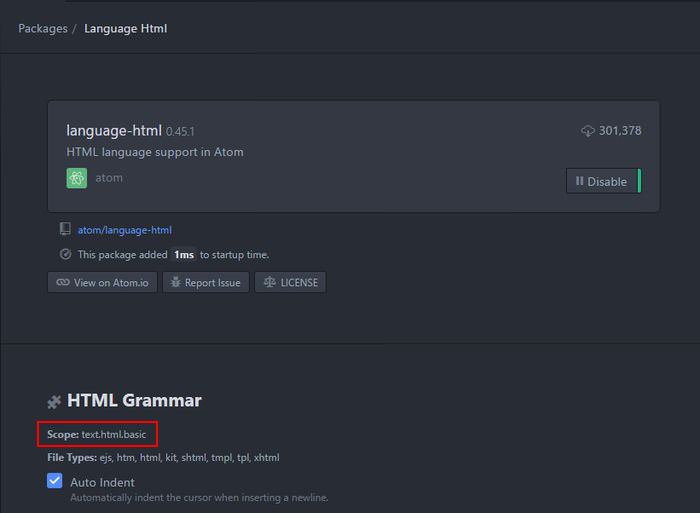 Packages / Language Html
language-html 0.45.1
301,378
HTML language support in Atom
atom
Disable
atom/language-html
This package added 1ms to startup time.
View on Atom.io
Report Issue
LICENSE
HTML Grammar
Scope: text.html.basic
File Types: ejs, htm, html, kit, shtml, tmpl, tpl, xhtml
Auto Indent
Automatically indent the cursor when inserting a newline.